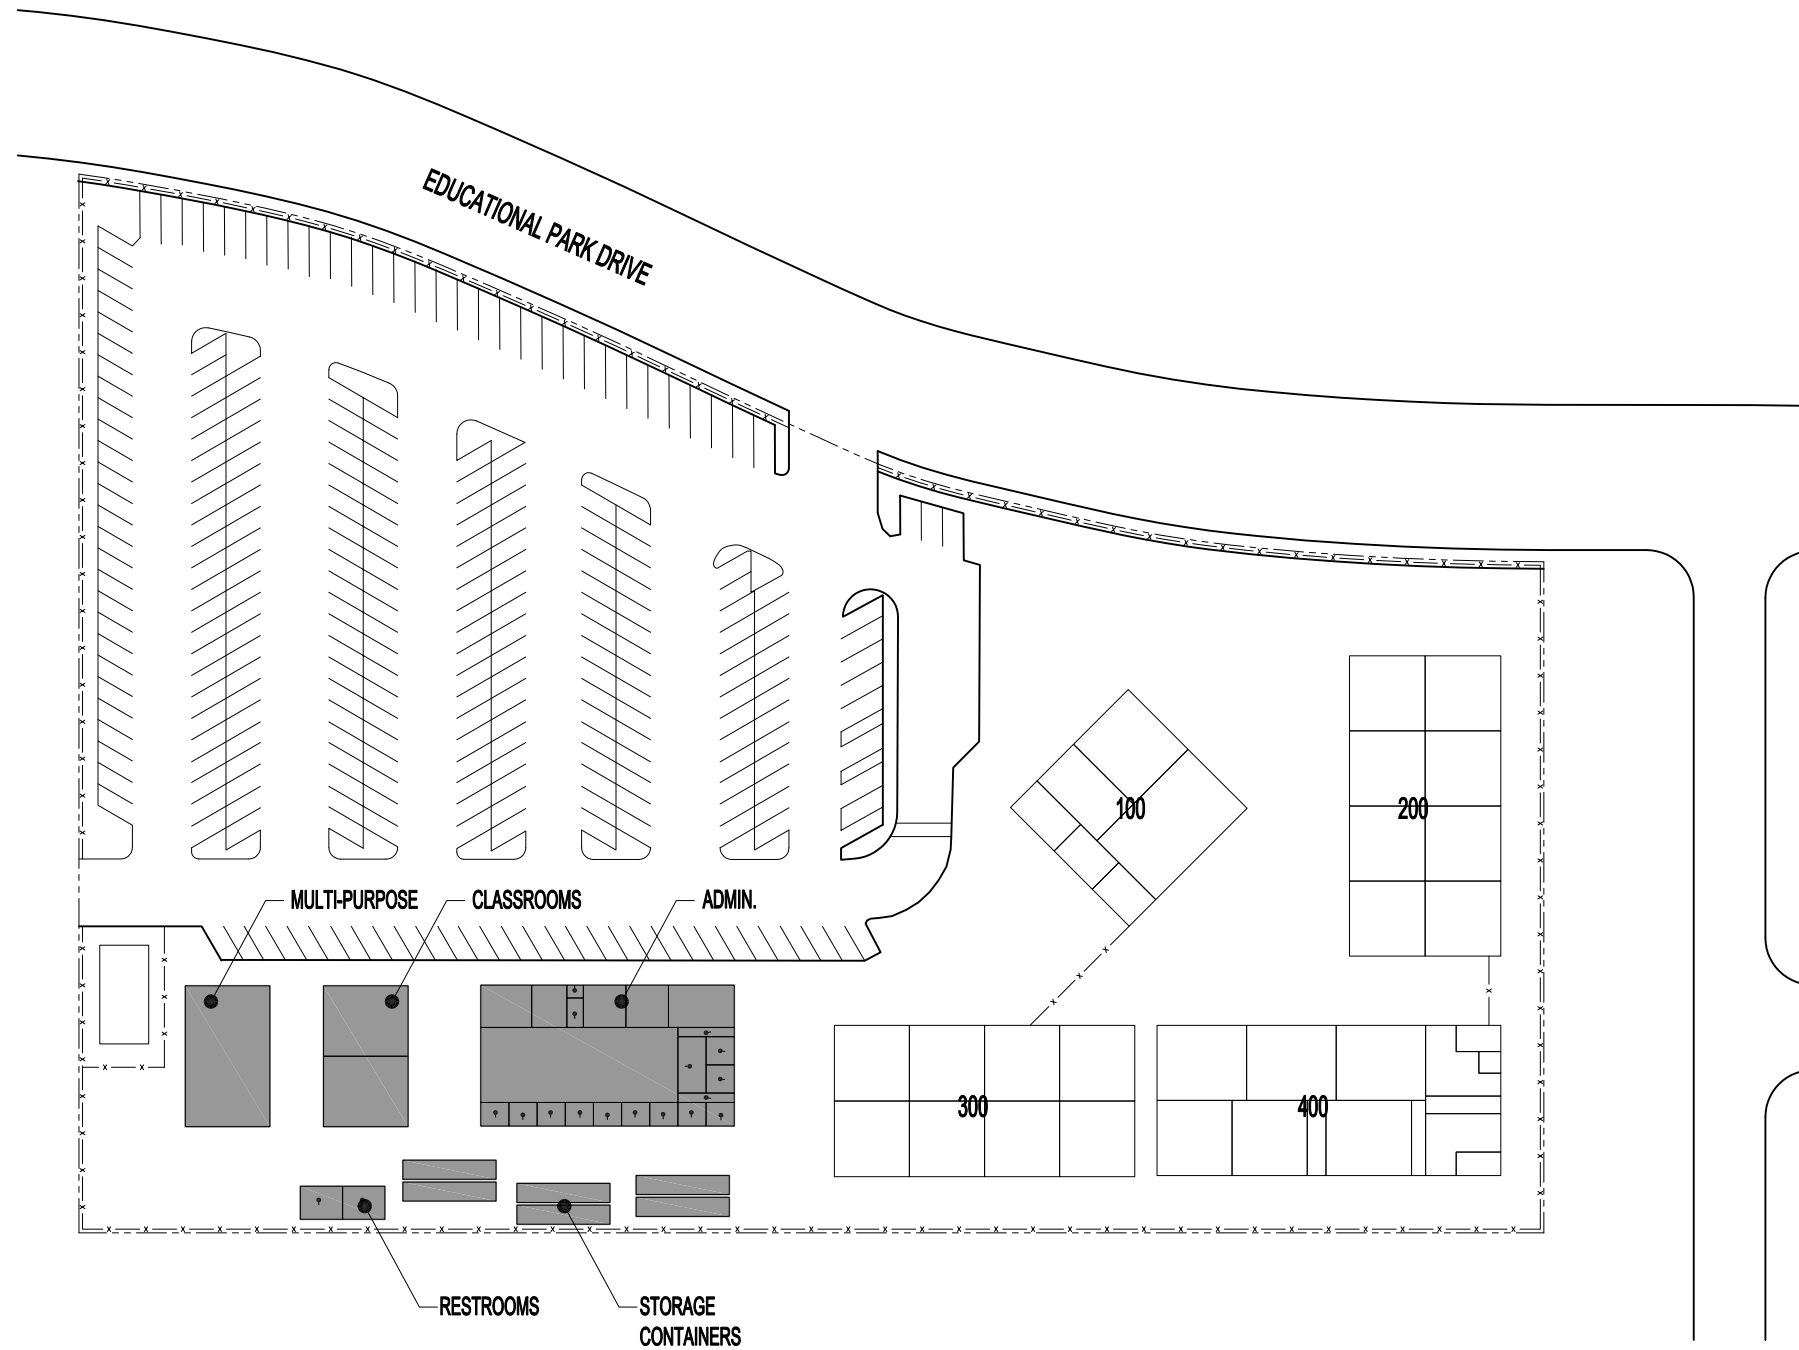 EDUCATIONAL PARK DRIVE
100
200
MULTI-PURPOSE
CLASSROOMS
ADMIN.
300
400
RESTROOMS
STORAGE
CONTAINERS